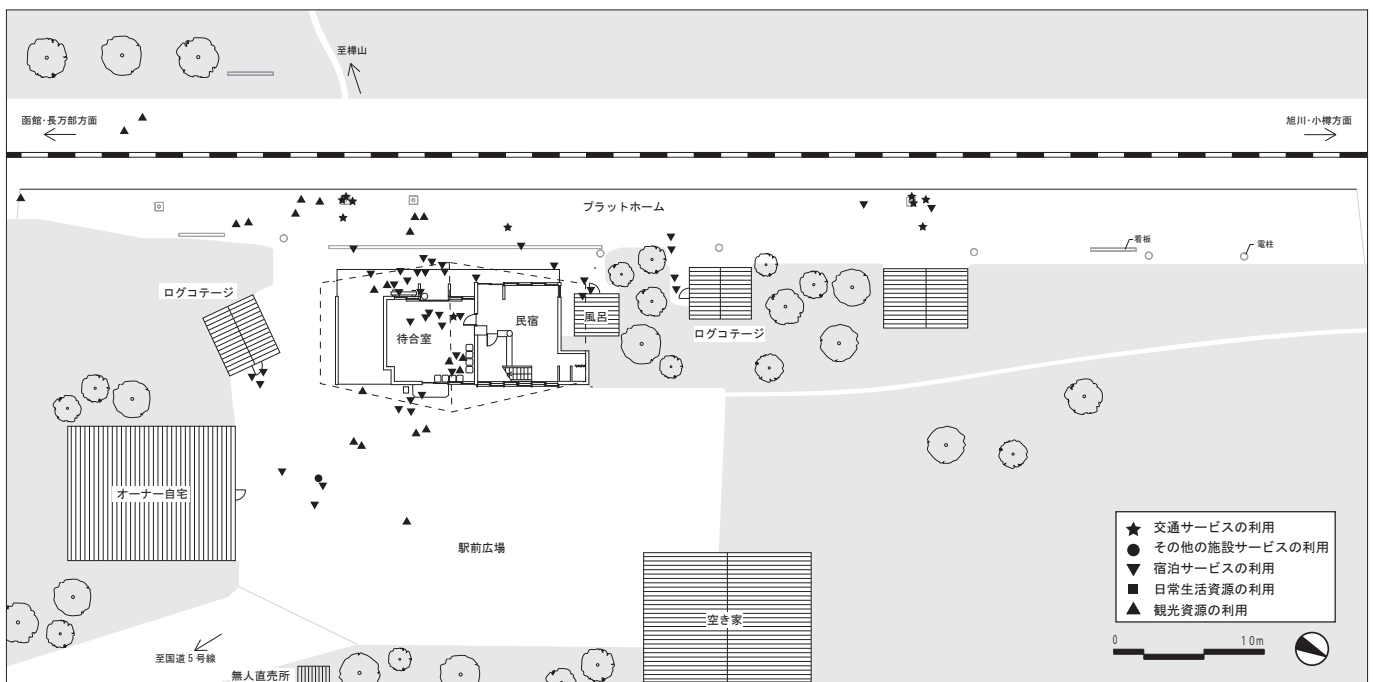 至樺山
函館・長万部方面
旭川・小樽方面
プラットホーム
看板
電柱
ログコテージ
待合室
民宿
風呂
ログコテージ
オーナー自宅
駅前広場
空き家
至国道5号線
無人直売所
交通サービスの利用
その他の施設サービスの利用
宿泊サービスの利用
日常生活資源の利用
観光資源の利用
0 10m